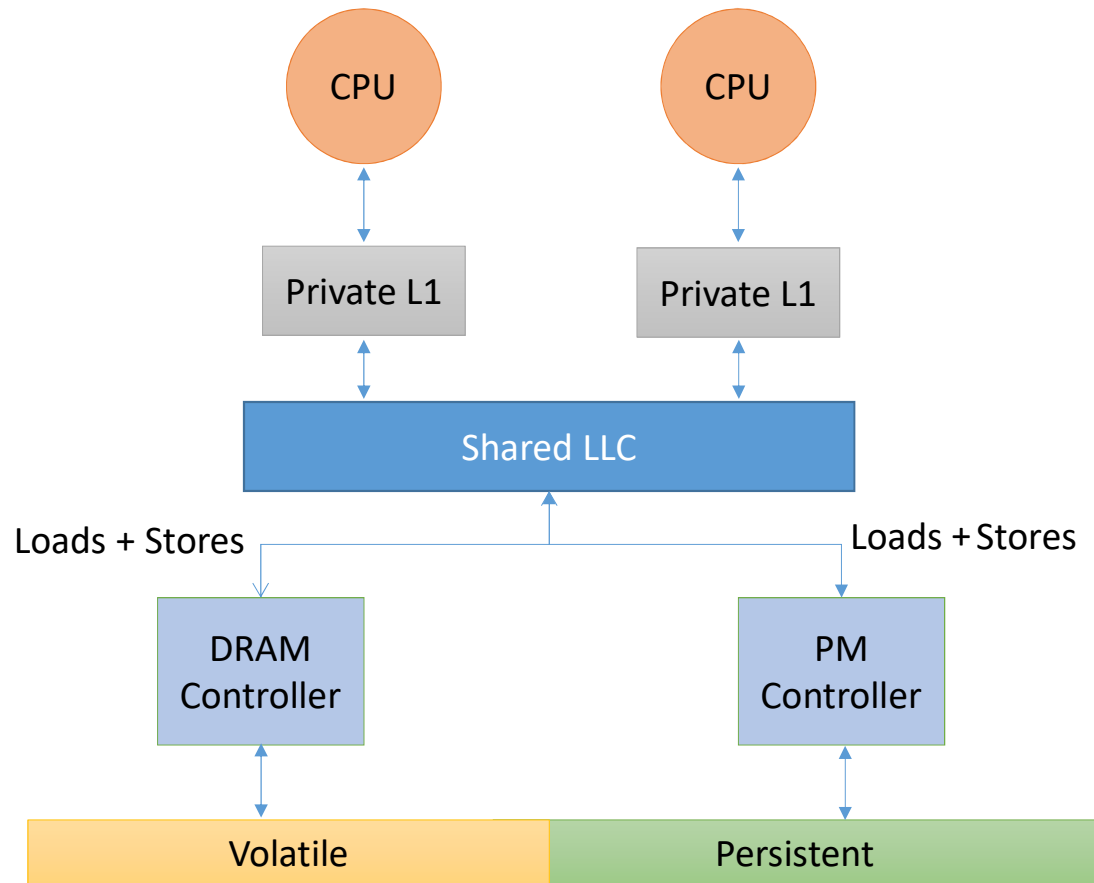 CPU
CPU
Private L1
Private L1
Shared LLC
Loads + Stores
Loads + Stores
DRAM
Controller
PM
Controller
Volatile
Persistent